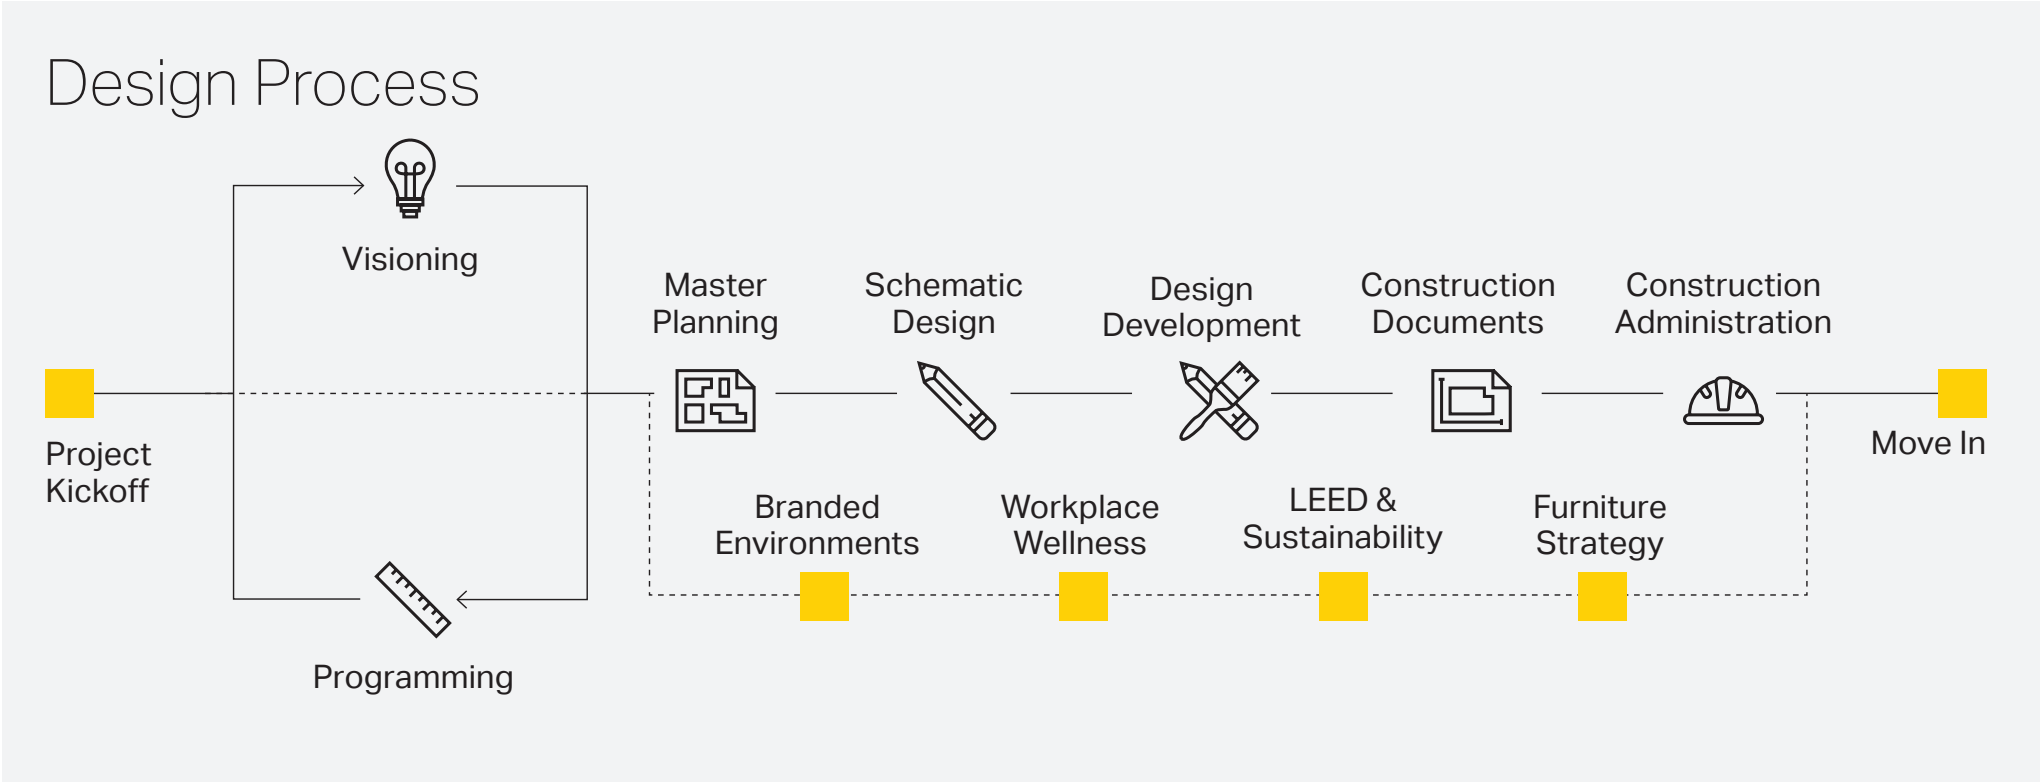 Design Process
Visioning
Project
Kickoff
Programming
Master
Planning
Schematic
Design
Design
Development
Construction
Documents
Construction
Administration
Branded
Environments
Workplace
Wellness
LEED &
Sustainability
Furniture
Strategy
Move In